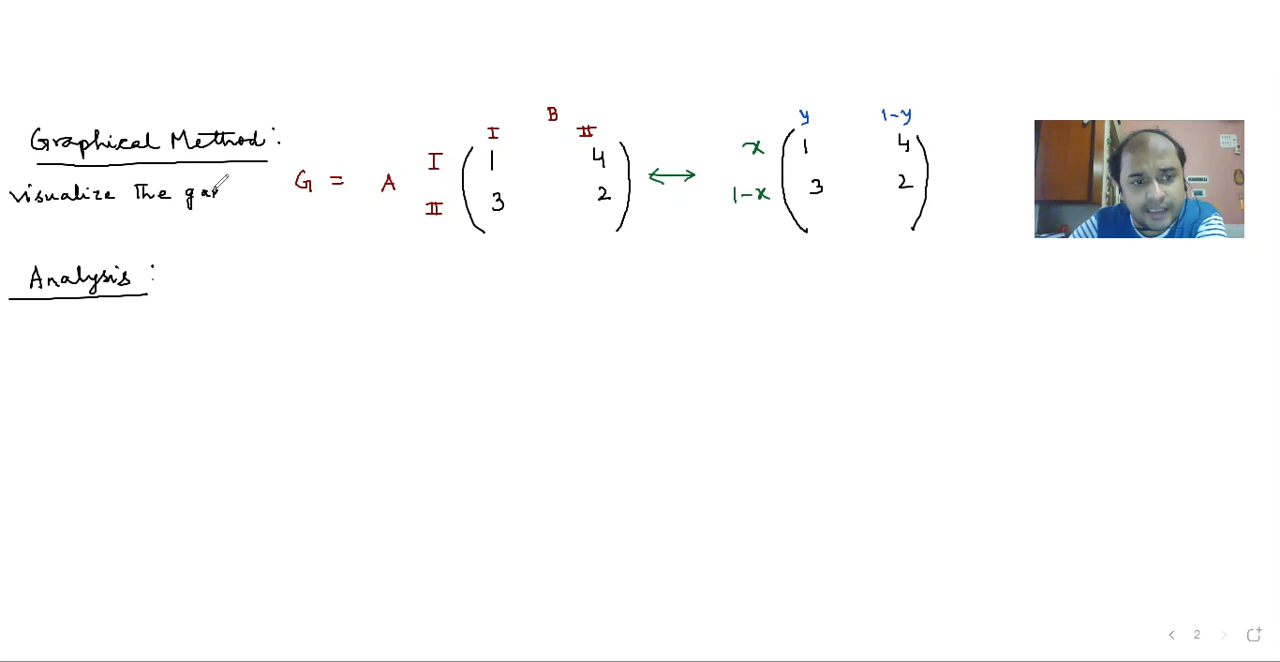 Graphical Method:
visualize the ga
G = A
B
I II
I 1 4
II 3 2
y 1-y
x 1 4
1-x 3 2
Analysis:
2